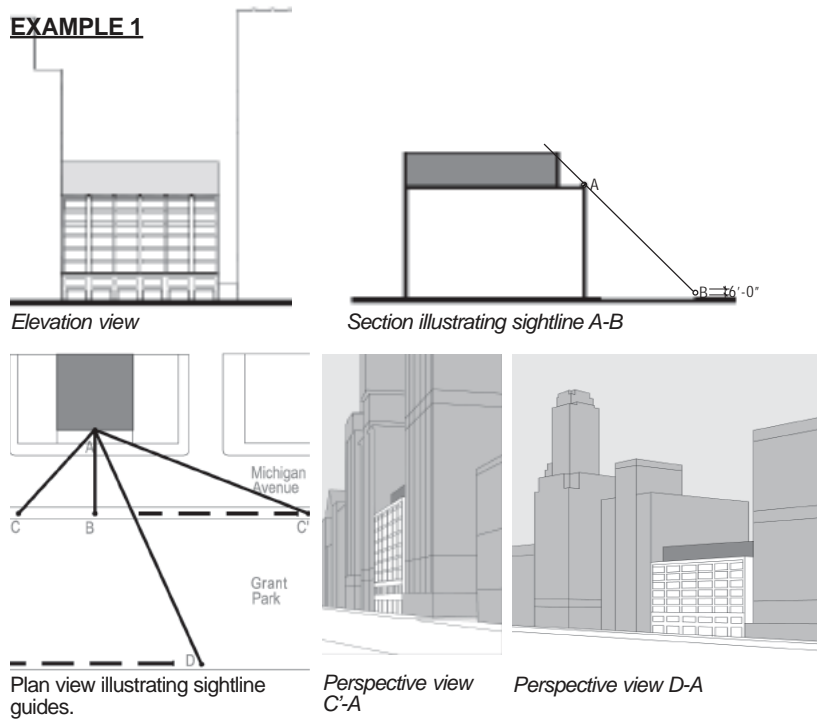 EXAMPLE 1
Elevation view
A
B
6'-0"
Section illustrating sightline A-B
A
Michigan
Avenue
C
B
C'
Grant
Park
D
Plan view illustrating sightline
guides.
Perspective view
C'-A
Perspective view D-A